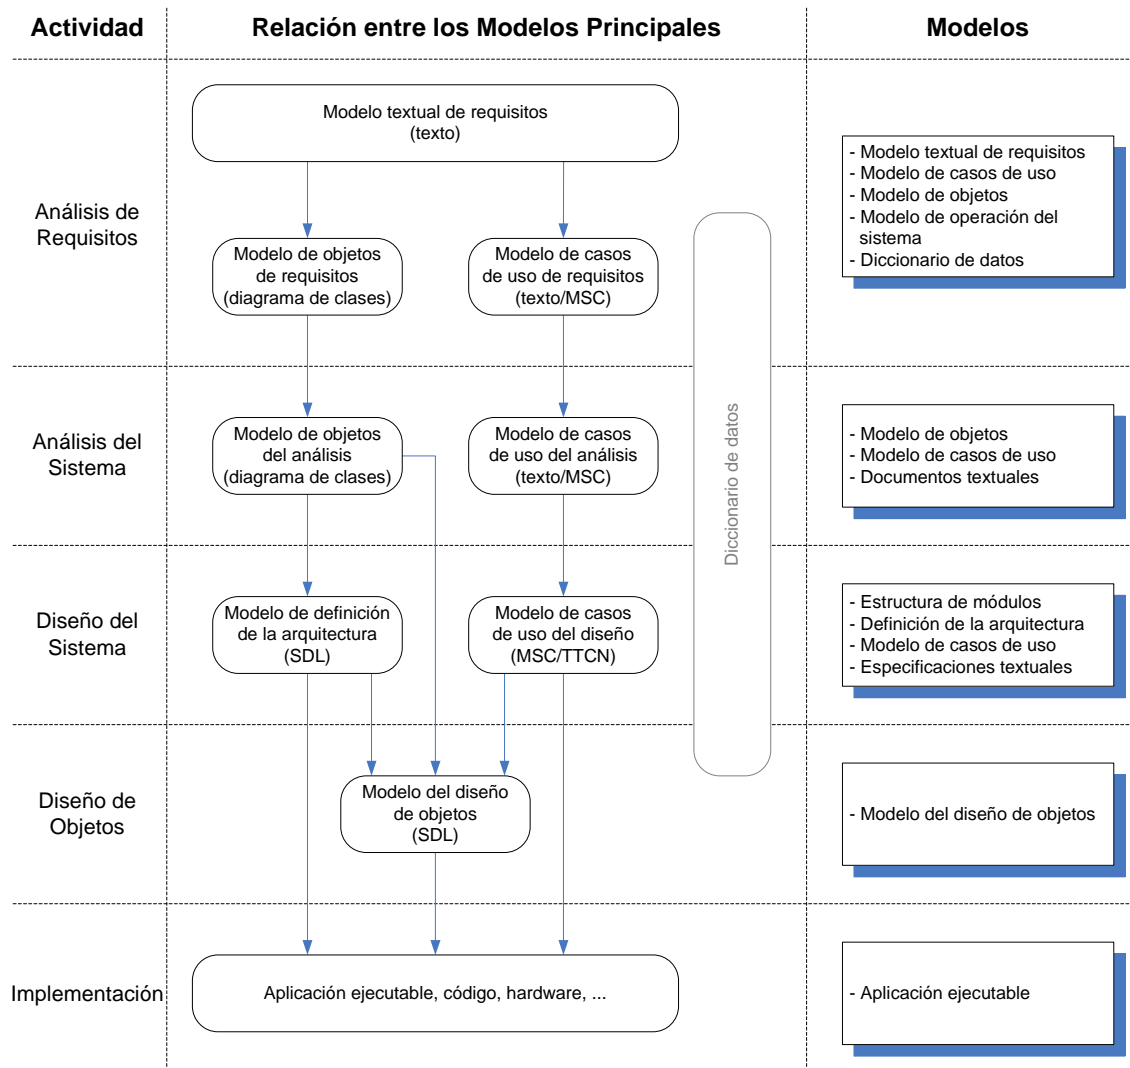 Actividad
Relación entre los Modelos Principales
Modelos
Análisis de
Requisitos
Modelo textual de requisitos
(texto)
Modelo de objetos
de requisitos
(diagrama de clases)
Modelo de casos
de uso de requisitos
(texto/MSC)
- Modelo textual de requisitos
- Modelo de casos de uso
- Modelo de objetos
- Modelo de operación del
sistema
- Diccionario de datos
Diccionario de datos
Análisis del
Sistema
Modelo de objetos
del análisis
(diagrama de clases)
Modelo de casos
de uso del análisis
(texto/MSC)
- Modelo de objetos
- Modelo de casos de uso
- Documentos textuales
Diseño del
Sistema
Modelo de definición
de la arquitectura
(SDL)
Modelo de casos
de uso del diseño
(MSC/TTCN)
- Estructura de módulos
- Definición de la arquitectura
- Modelo de casos de uso
- Especificaciones textuales
Diseño de
Objetos
Modelo del diseño
de objetos
(SDL)
- Modelo del diseño de objetos
Implementación
Aplicación ejecutable, código, hardware, ...
- Aplicación ejecutable